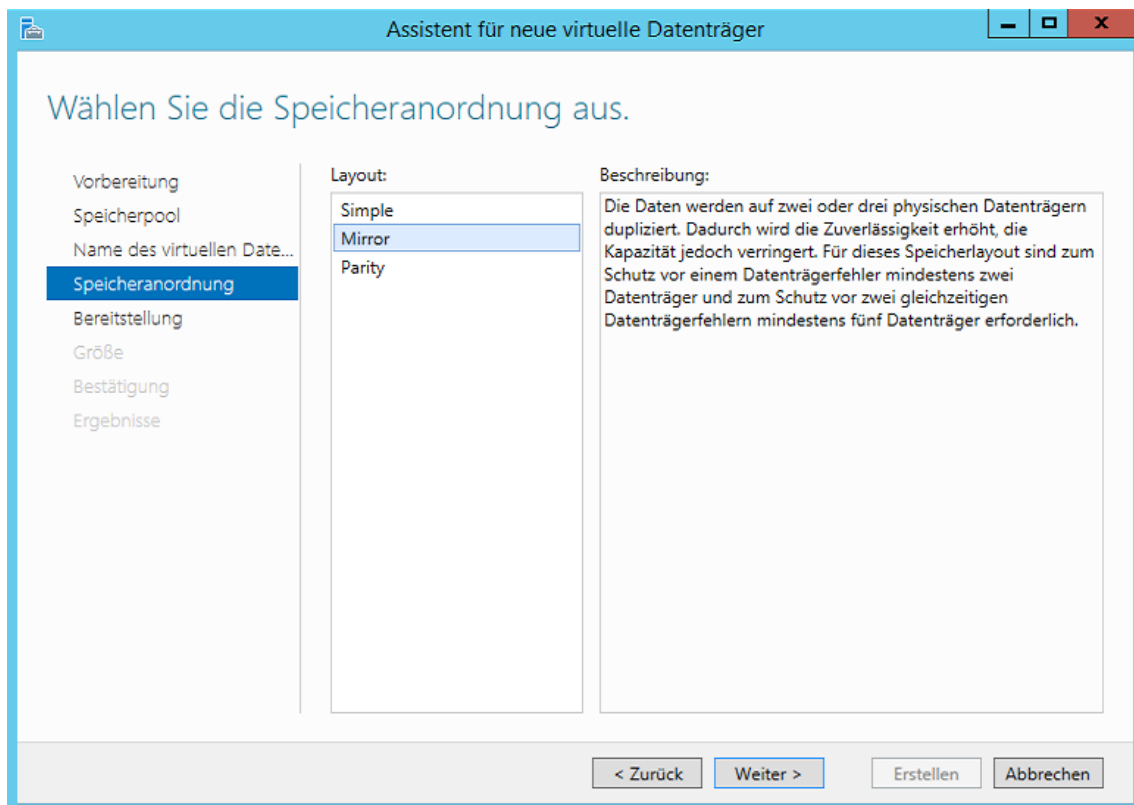 Assistent für neue virtuelle Datenträger
Wählen Sie die Speicheranordnung aus.
Vorbereitung
Speicherpool
Name des virtuellen Date...
Speicheranordnung
Bereitstellung
Größe
Bestätigung
Ergebnisse
Layout:
Simple
Mirror
Parity
Beschreibung:
Die Daten werden auf zwei oder drei physischen Datenträgern
dupliziert. Dadurch wird die Zuverlässigkeit erhöht, die
Kapazität jedoch verringert. Für dieses Speicherlayout sind zum
Schutz vor einem Datenträgerfehler mindestens zwei
Datenträger und zum Schutz vor zwei gleichzeitigen
Datenträgerfehlern mindestens fünf Datenträger erforderlich.
< Zurück
Weiter >
Erstellen
Abbrechen